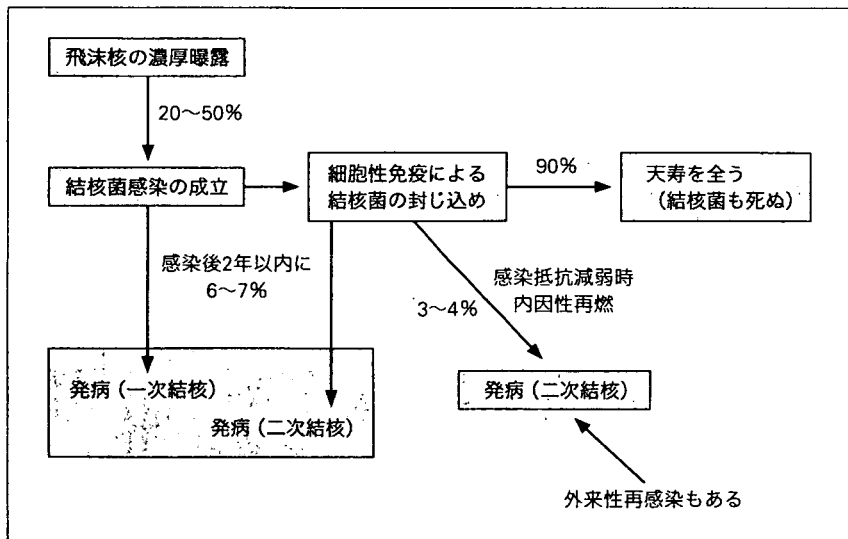 飛沫核の濃厚曝露
20〜50%
結核菌感染の成立
細胞性免疫による
結核菌の封じ込め
90%
天寿を全う
(結核菌も死ぬ)
感染後2年以内に
6〜7%
感染抵抗減弱時
内因性再燃
3〜4%
発病(一次結核)
発病(二次結核)
発病(二次結核)
外来性再感染もある